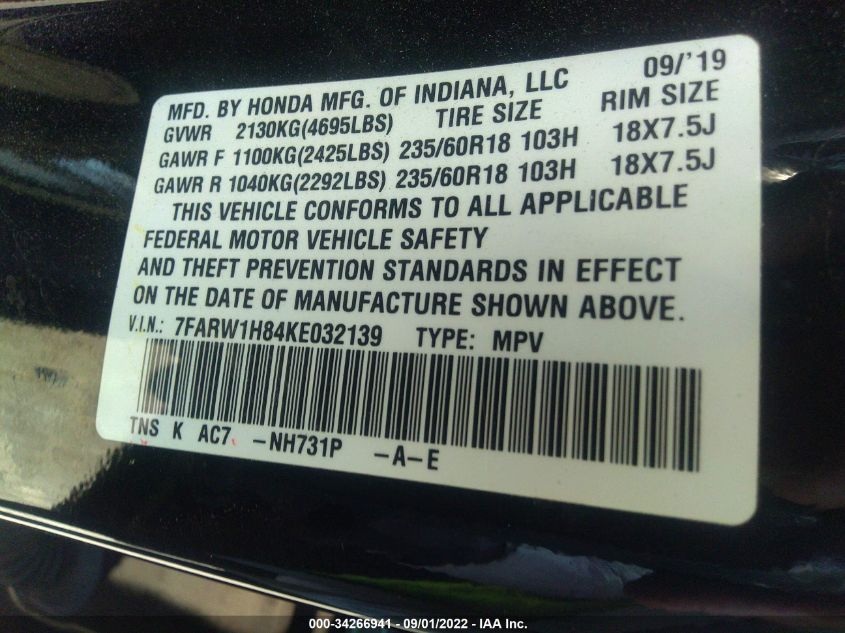 09/'19
MFD. BY HONDA MFG. OF INDIANA, LLC
GVWR 2130KG(4695LBS) TIRE SIZE RIM SIZE
GAWR F 1100KG(2425LBS) 235/60R18 103H 18X7.5J
GAWR R 1040KG(2292LBS) 235/60R18 103H 18X7.5J
THIS VEHICLE CONFORMS TO ALL APPLICABLE
FEDERAL MOTOR VEHICLE SAFETY
AND THEFT PREVENTION STANDARDS IN EFFECT
ON THE DATE OF MANUFACTURE SHOWN ABOVE.
V.I.N.: 7FARW1H84KE032139 TYPE: MPV
TNS K AC7 -NH731P -A-E
000-34266941 - 09/01/2022 - IAA Inc.